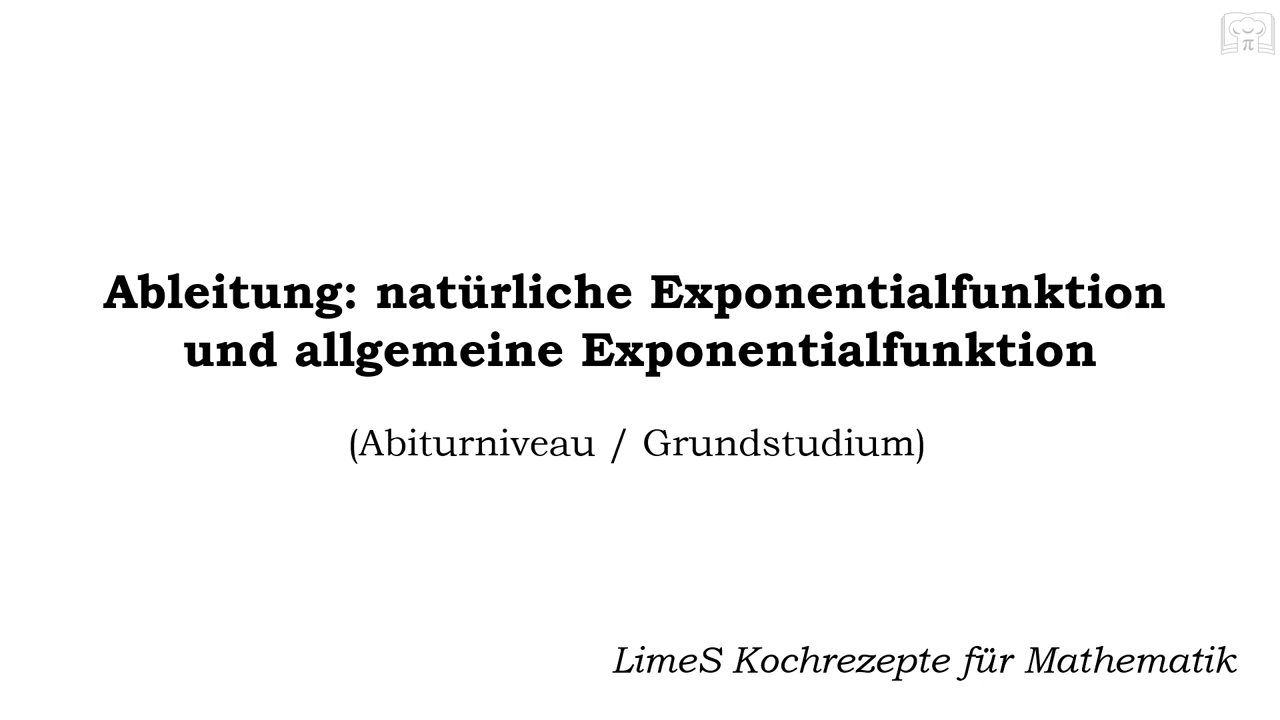 Ableitung: natürliche Exponentialfunktion
und allgemeine Exponentialfunktion
(Abiturniveau / Grundstudium)
LimeS Kochrezepte für Mathematik
π